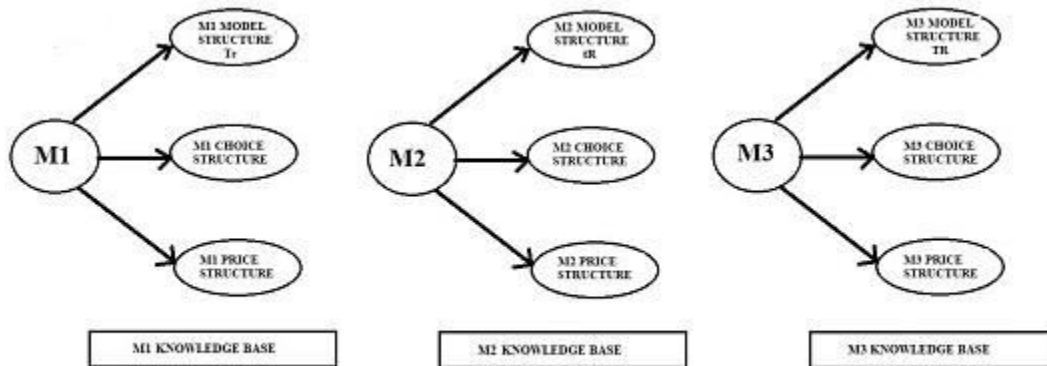 M1 MODEL
STRUCTURE
Tr
M1
M1 CHOICE
STRUCTURE
M1 PRICE
STRUCTURE
M1 KNOWLEDGE BASE
M2 MODEL
STRUCTURE
tR
M2
M2 CHOICE
STRUCTURE
M2 PRICE
STRUCTURE
M2 KNOWLEDGE BASE
M3 MODEL
STRUCTURE
TR
M3
M3 CHOICE
STRUCTURE
M3 PRICE
STRUCTURE
M3 KNOWLEDGE BASE